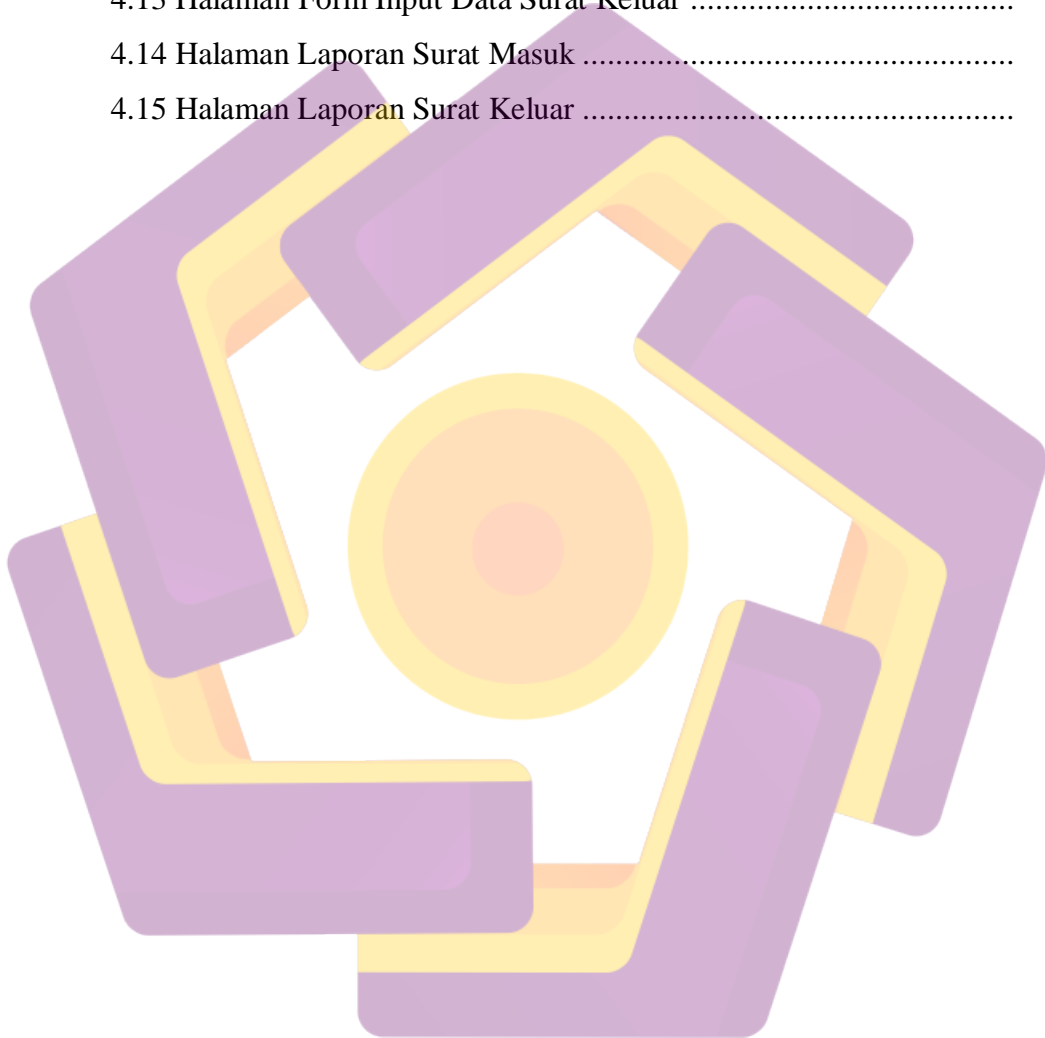 4.13 Halaman Form Input Data Surat Keluar ................................
4.14 Halaman Laporan Surat Masuk ............................................
4.15 Halaman Laporan Surat Keluar ............................................